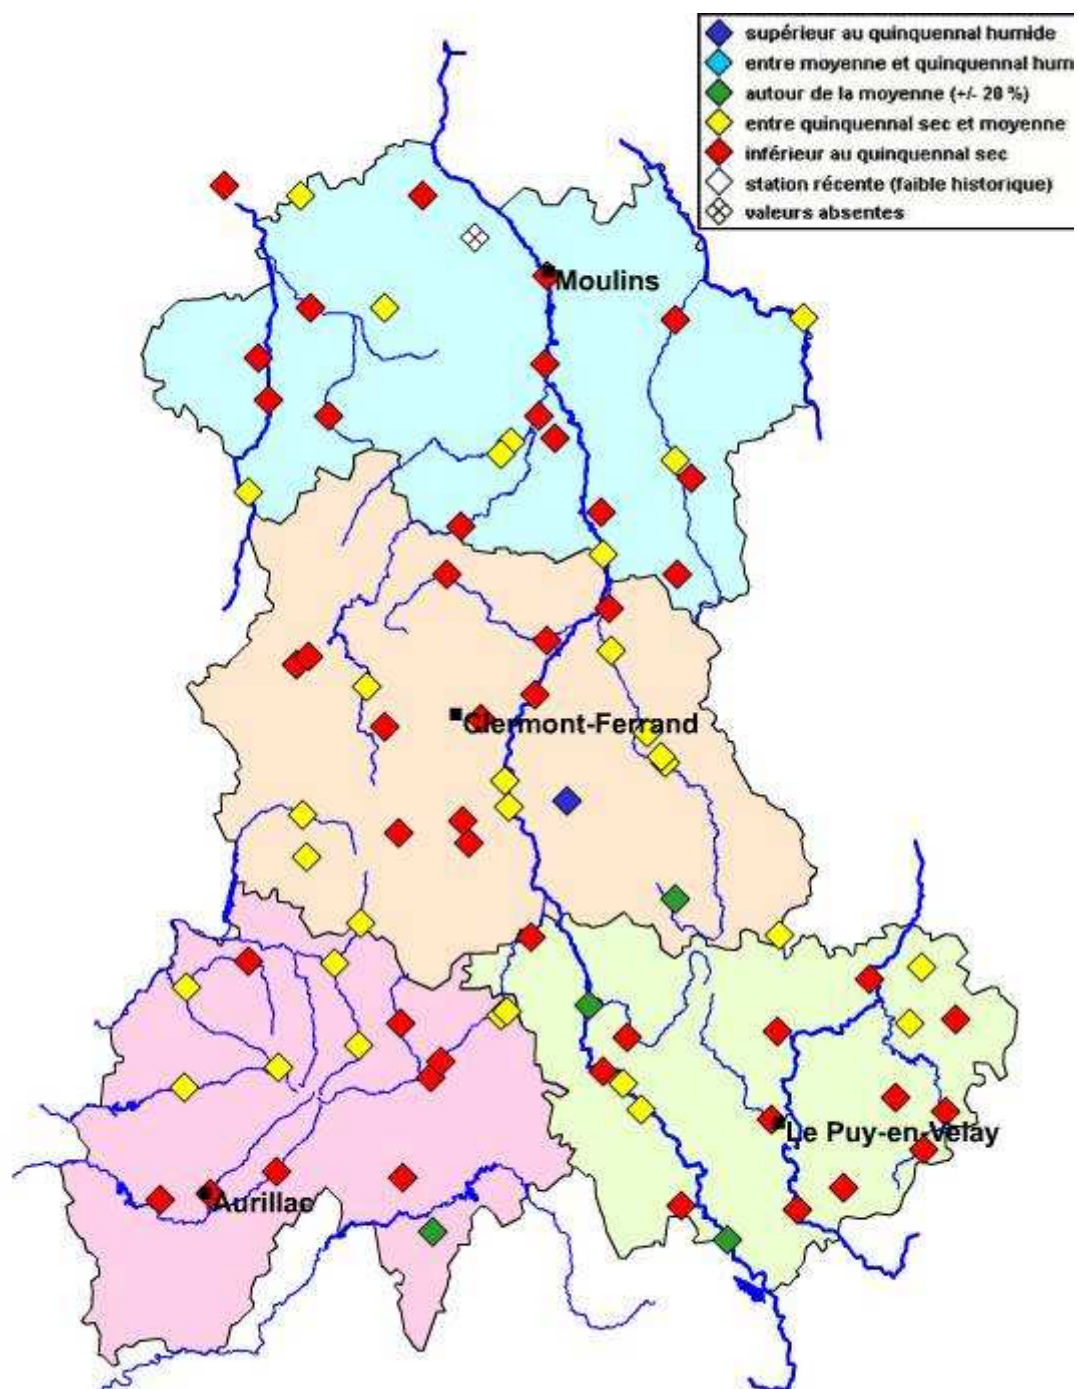 supérieur au quinquennal humide
entre moyenne et quinquennal hum
autour de la moyenne (+/- 20 %)
entre quinquennal sec et moyenne
inférieur au quinquennal sec
station récente (faible historique)
valeurs absentes
Moulins
Clermont-Ferrand
Le Puy-en-Velay
Aurillac